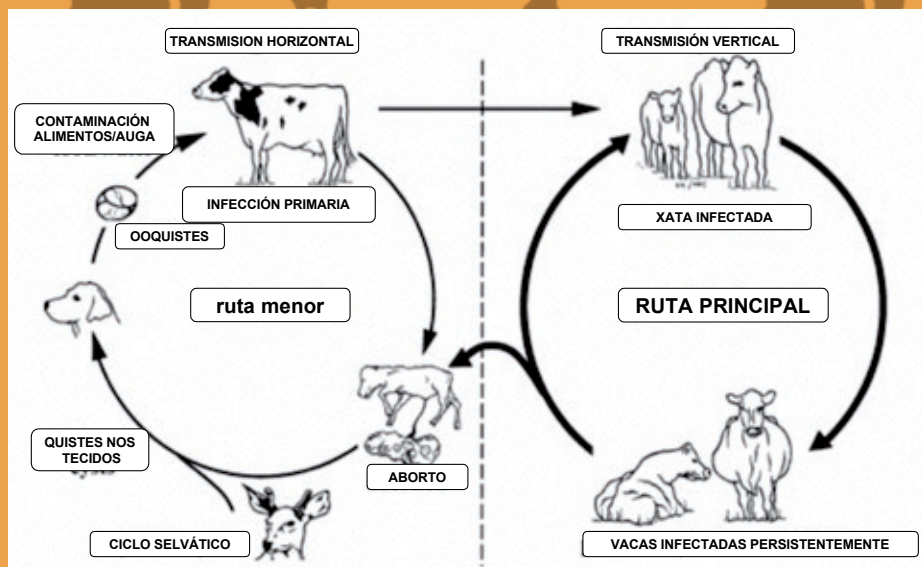 TRANSMISION HORIZONTAL
TRANSMISIÓN VERTICAL
CONTAMINACIÓN
ALIMENTOS/AUGA
INFECCIÓN PRIMARIA
XATA INFECTADA
OOQUISTES
ruta menor
RUTA PRINCIPAL
QUISTES NOS
TECIDOS
ABORTO
CICLO SELVÁTICO
VACAS INFECTADAS PERSISTENTEMENTE